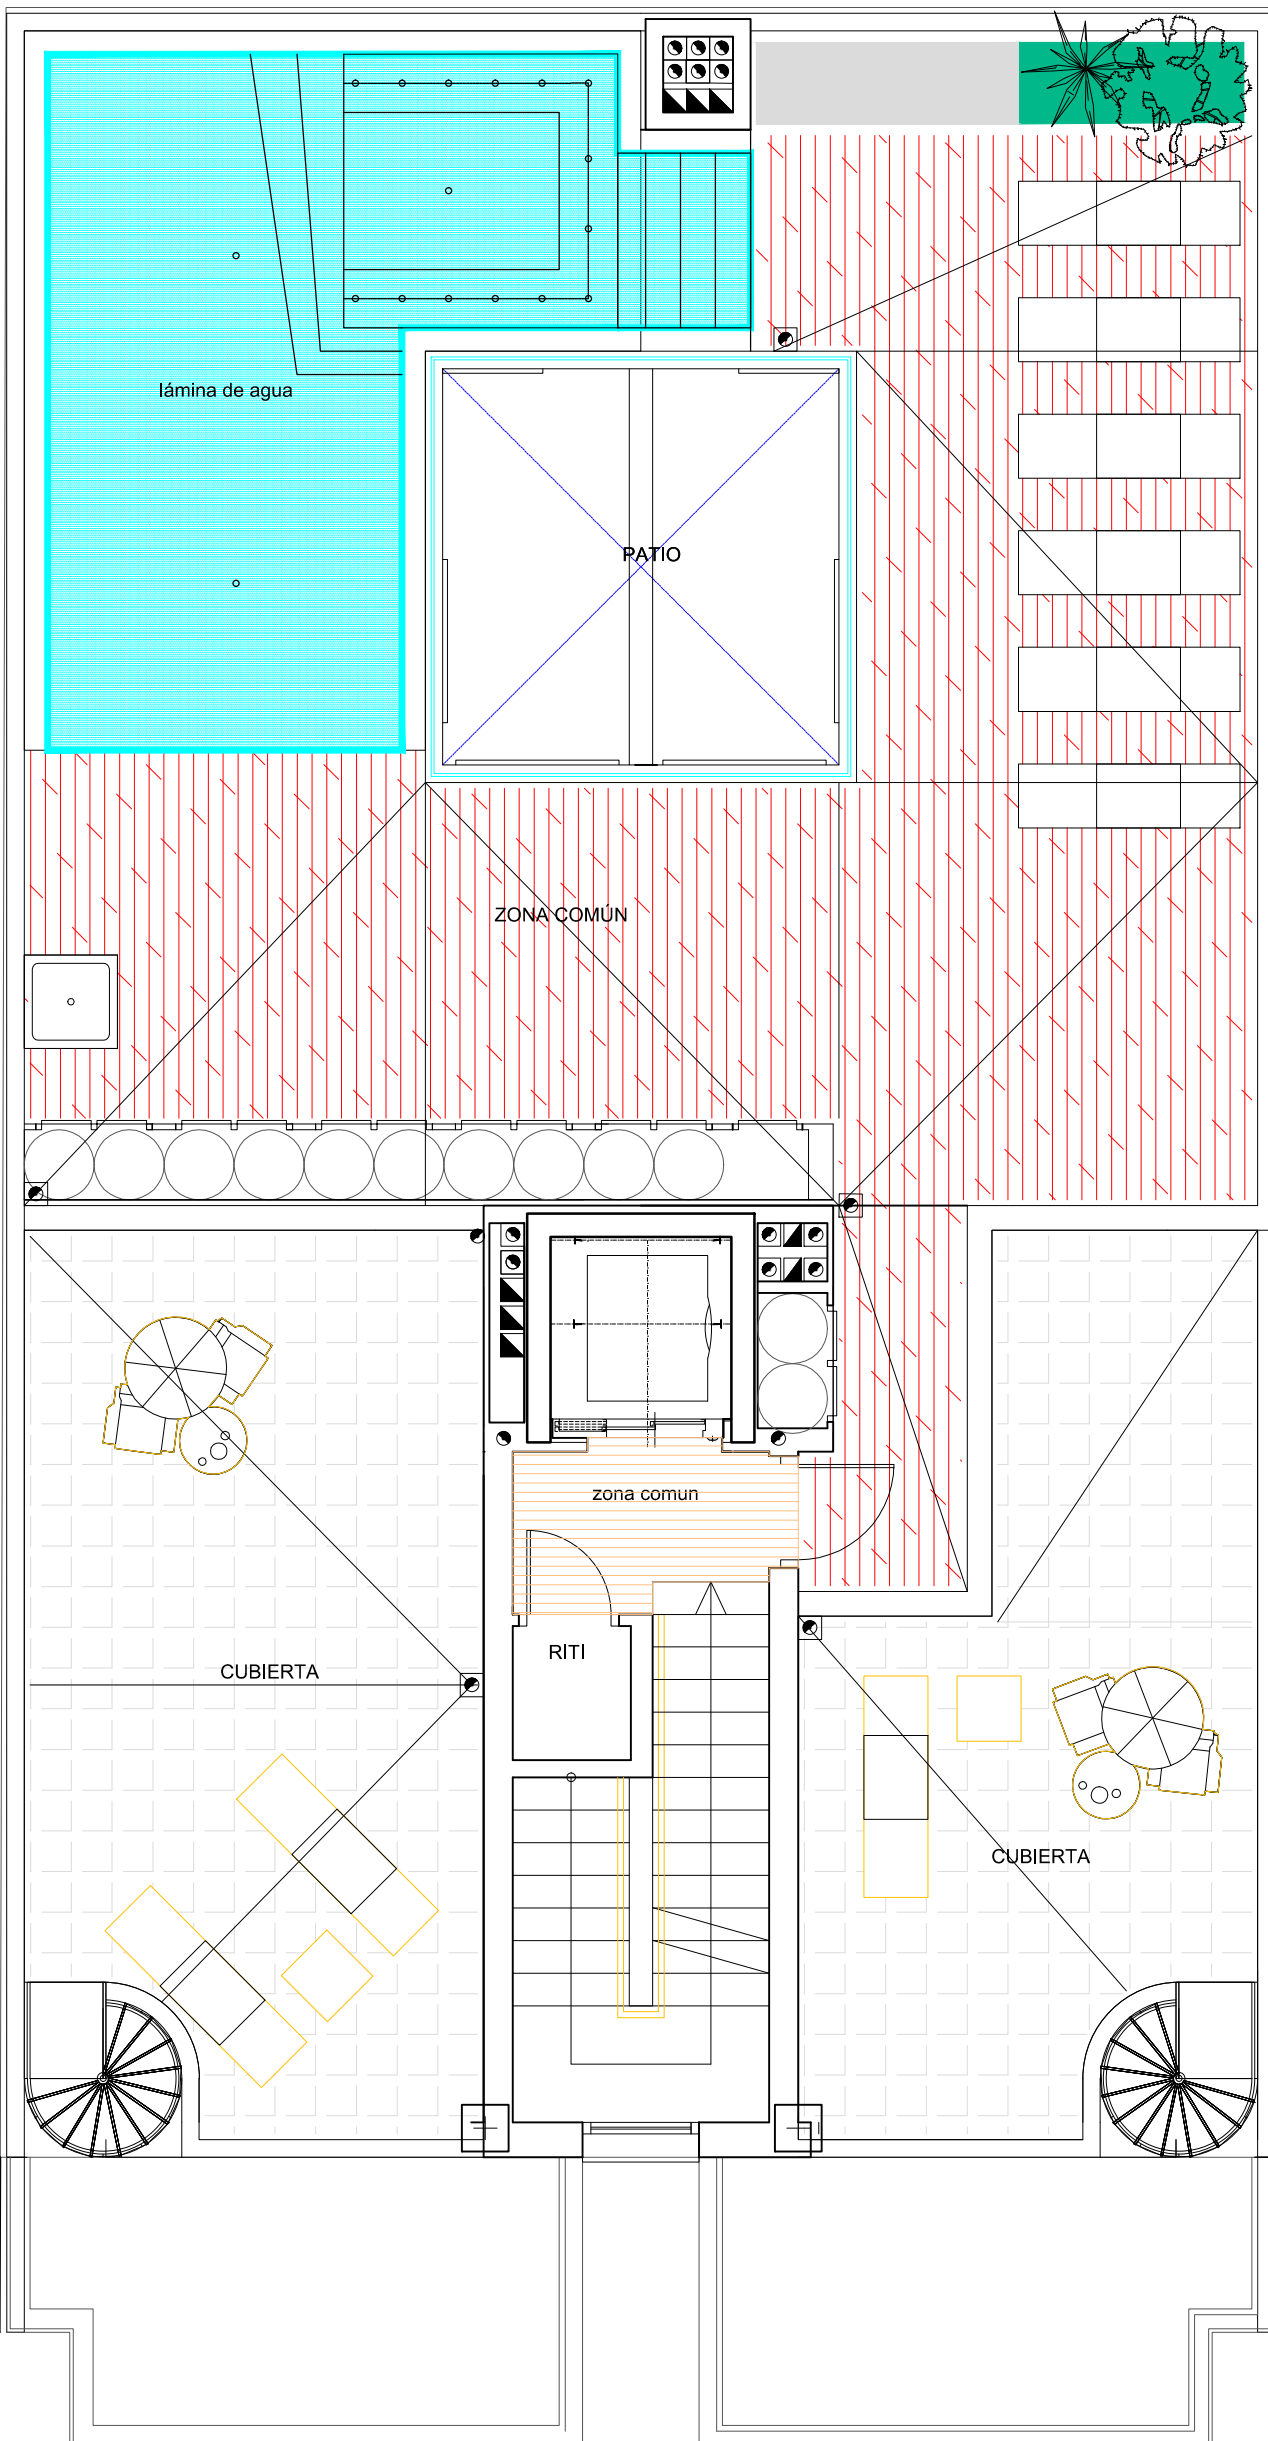 lámina de agua
PATIO
ZONA COMÚN
zona comun
RITI
CUBIERTA
CUBIERTA